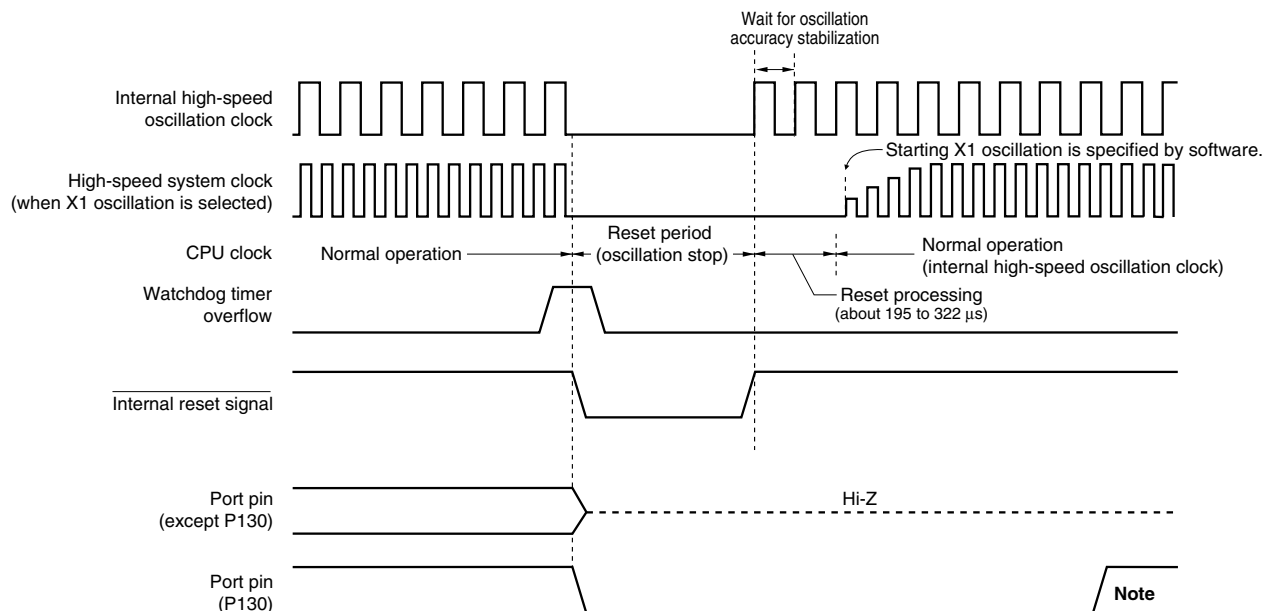 Wait for oscillation
accuracy stabilization
Internal high-speed
oscillation clock
Starting X1 oscillation is specified by software.
High-speed system clock
(when X1 oscillation is selected)
CPU clock
Normal operation
Reset period
(oscillation stop)
Normal operation
(internal high-speed oscillation clock)
Reset processing
(about 195 to 322 μs)
Watchdog timer
overflow
Internal reset signal
Port pin
(except P130)
Hi-Z
Port pin
(P130)
Note